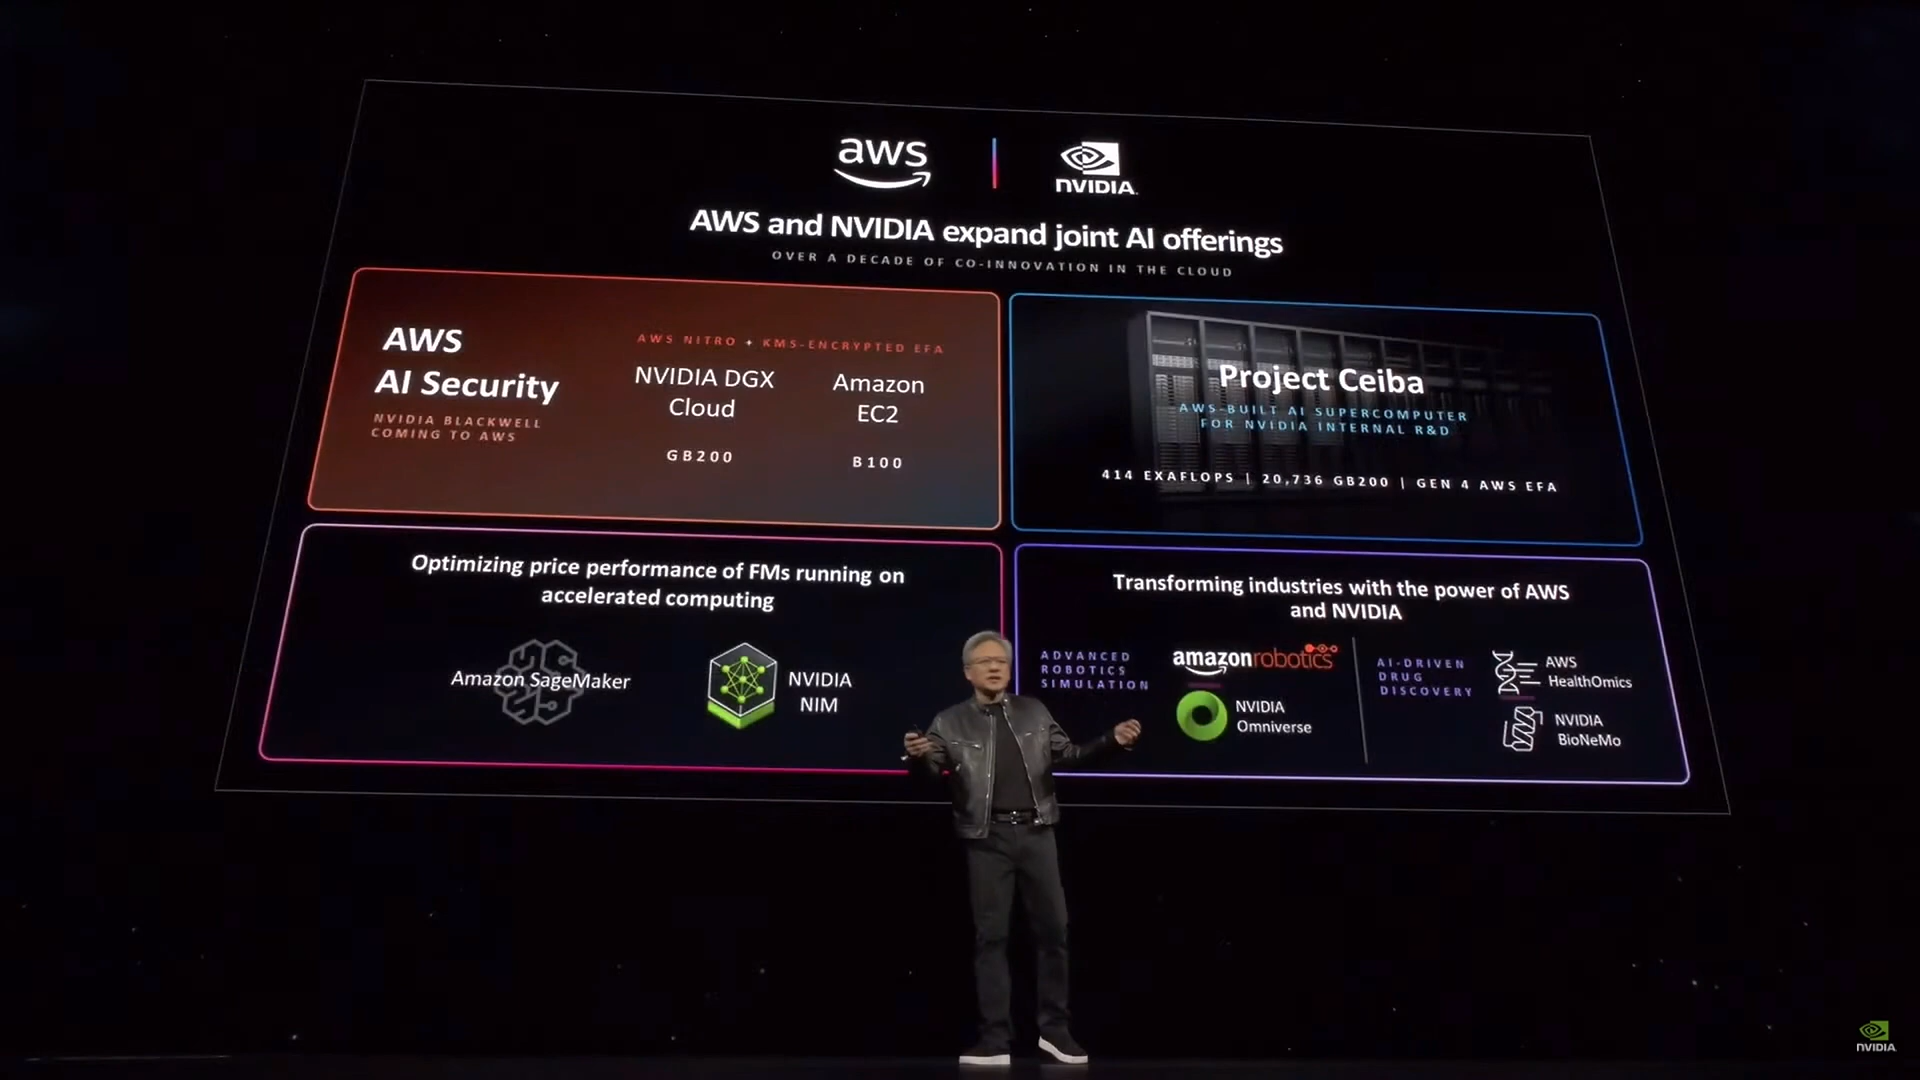 aws
NVIDIA.
AWS and NVIDIA expand joint AI offerings
OVER A DECADE OF CO-INNOVATION IN THE CLOUD
AWS
AI Security
NVIDIA BLACKWELL
COMING TO AWS
AWS NITRO + KMS-ENCRYPTED EFA
NVIDIA DGX
Cloud
GB200
Amazon
EC2
B100
Project Ceiba
AWS-BUILT AI SUPERCOMPUTER
FOR NVIDIA INTERNAL R&D
414 EXAFLOPS | 20,736 GB200 | GEN 4 AWS EFA
Optimizing price performance of FMs running on
accelerated computing
Amazon SageMaker
NVIDIA
NIM
Transforming industries with the power of AWS
and NVIDIA
ADVANCED
ROBOTICS
SIMULATION
amazonrobotics
NVIDIA
Omniverse
AI-DRIVEN
DRUG
DISCOVERY
AWS
HealthOmics
NVIDIA
BioNeMo
NVIDIA.